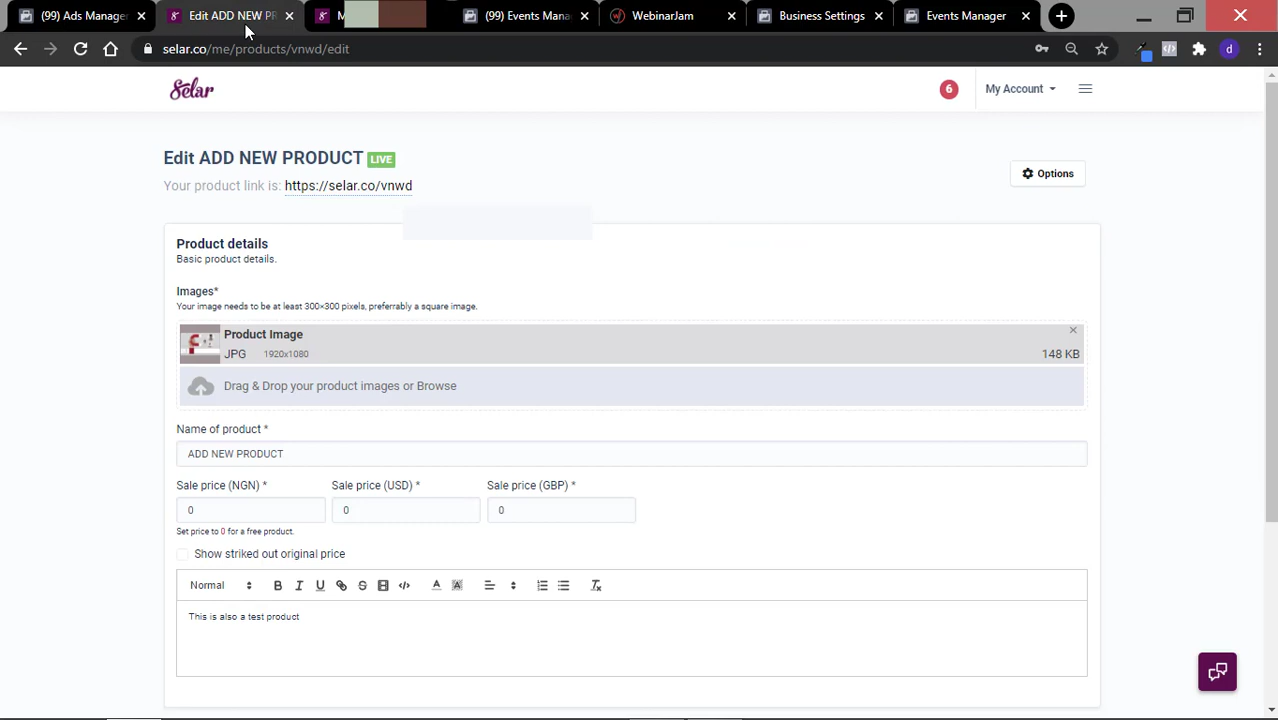 (99) Ads Manage
Edit ADD NEW PR
(99) Events Mana
WebinarJam
Business Settings
Events Manager
selar.co/me/products/vnwd/edit
d
Selar
6
My Account
Edit ADD NEW PRODUCT LIVE
Your product link is: https://selar.co/vnwd
Options
Product details
Basic product details.
Images*
Your image needs to be at least 300×300 pixels, preferrably a square image.
Product Image
JPG 1920x1080
148 KB
Drag & Drop your product images or Browse
Name of product *
ADD NEW PRODUCT
Sale price (NGN) * Sale price (USD) * Sale price (GBP) *
0 0 0
Set price to 0 for a free product.
Show striked out original price
Normal B I U S A A
This is also a test product